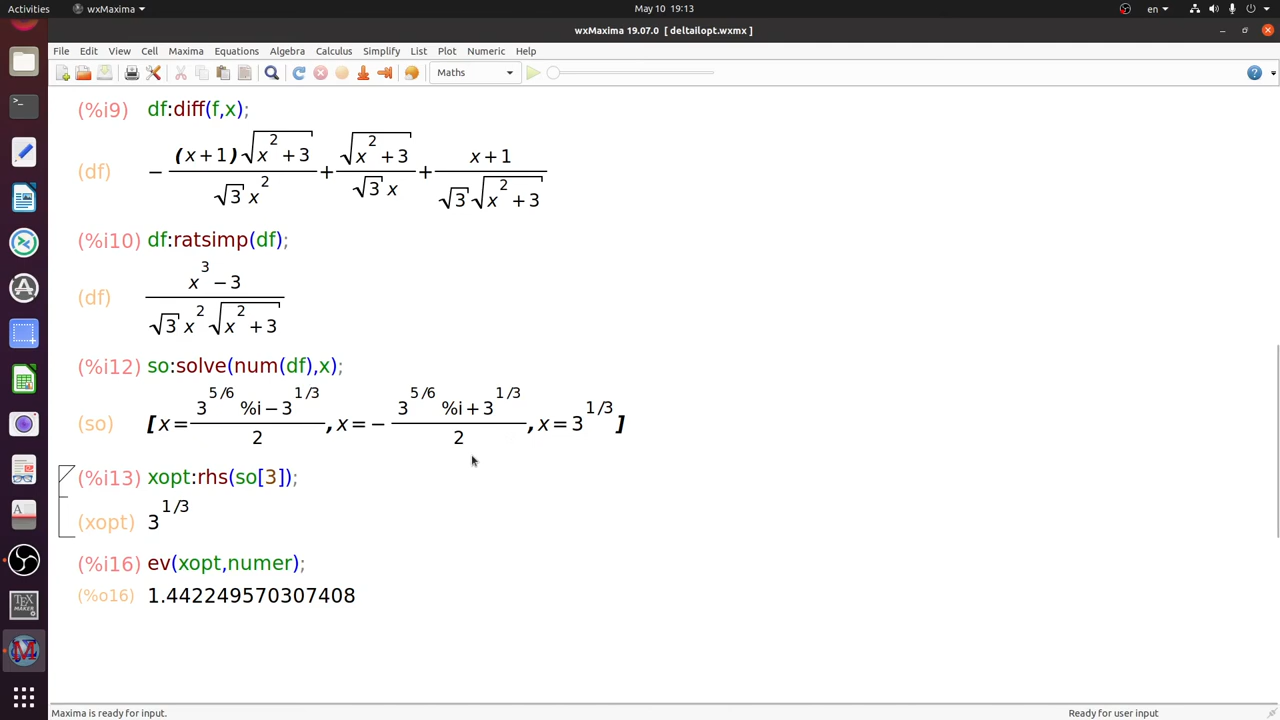 Activities wxMaxima May 10 19:13 en
wxMaxima 19.07.0 [ deltailopt.wxmx ]
File Edit View Cell Maxima Equations Algebra Calculus Simplify List Plot Numeric Help
Maths
(%i9) df:diff(f,x);
(df) - (x+1)√(x^2+3) / (√3 x^2) + √(x^2+3) / (√3 x) + (x+1) / (√3 √(x^2+3))
(%i10) df:ratsimp(df);
(df) (x^3-3) / (√3 x^2 √(x^2+3))
(%i12) so:solve(num(df),x);
(so) [x=(3^(5/6) %i-3^(1/3))/2, x=-(3^(5/6) %i+3^(1/3))/2, x=3^(1/3)]
(%i13) xopt:rhs(so[3]);
(xopt) 3^(1/3)
(%i16) ev(xopt,numer);
(%o16) 1.442249570307408
Maxima is ready for input. Ready for user input